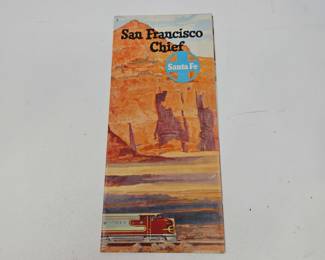 San Francisco
Chief
Santa Fe